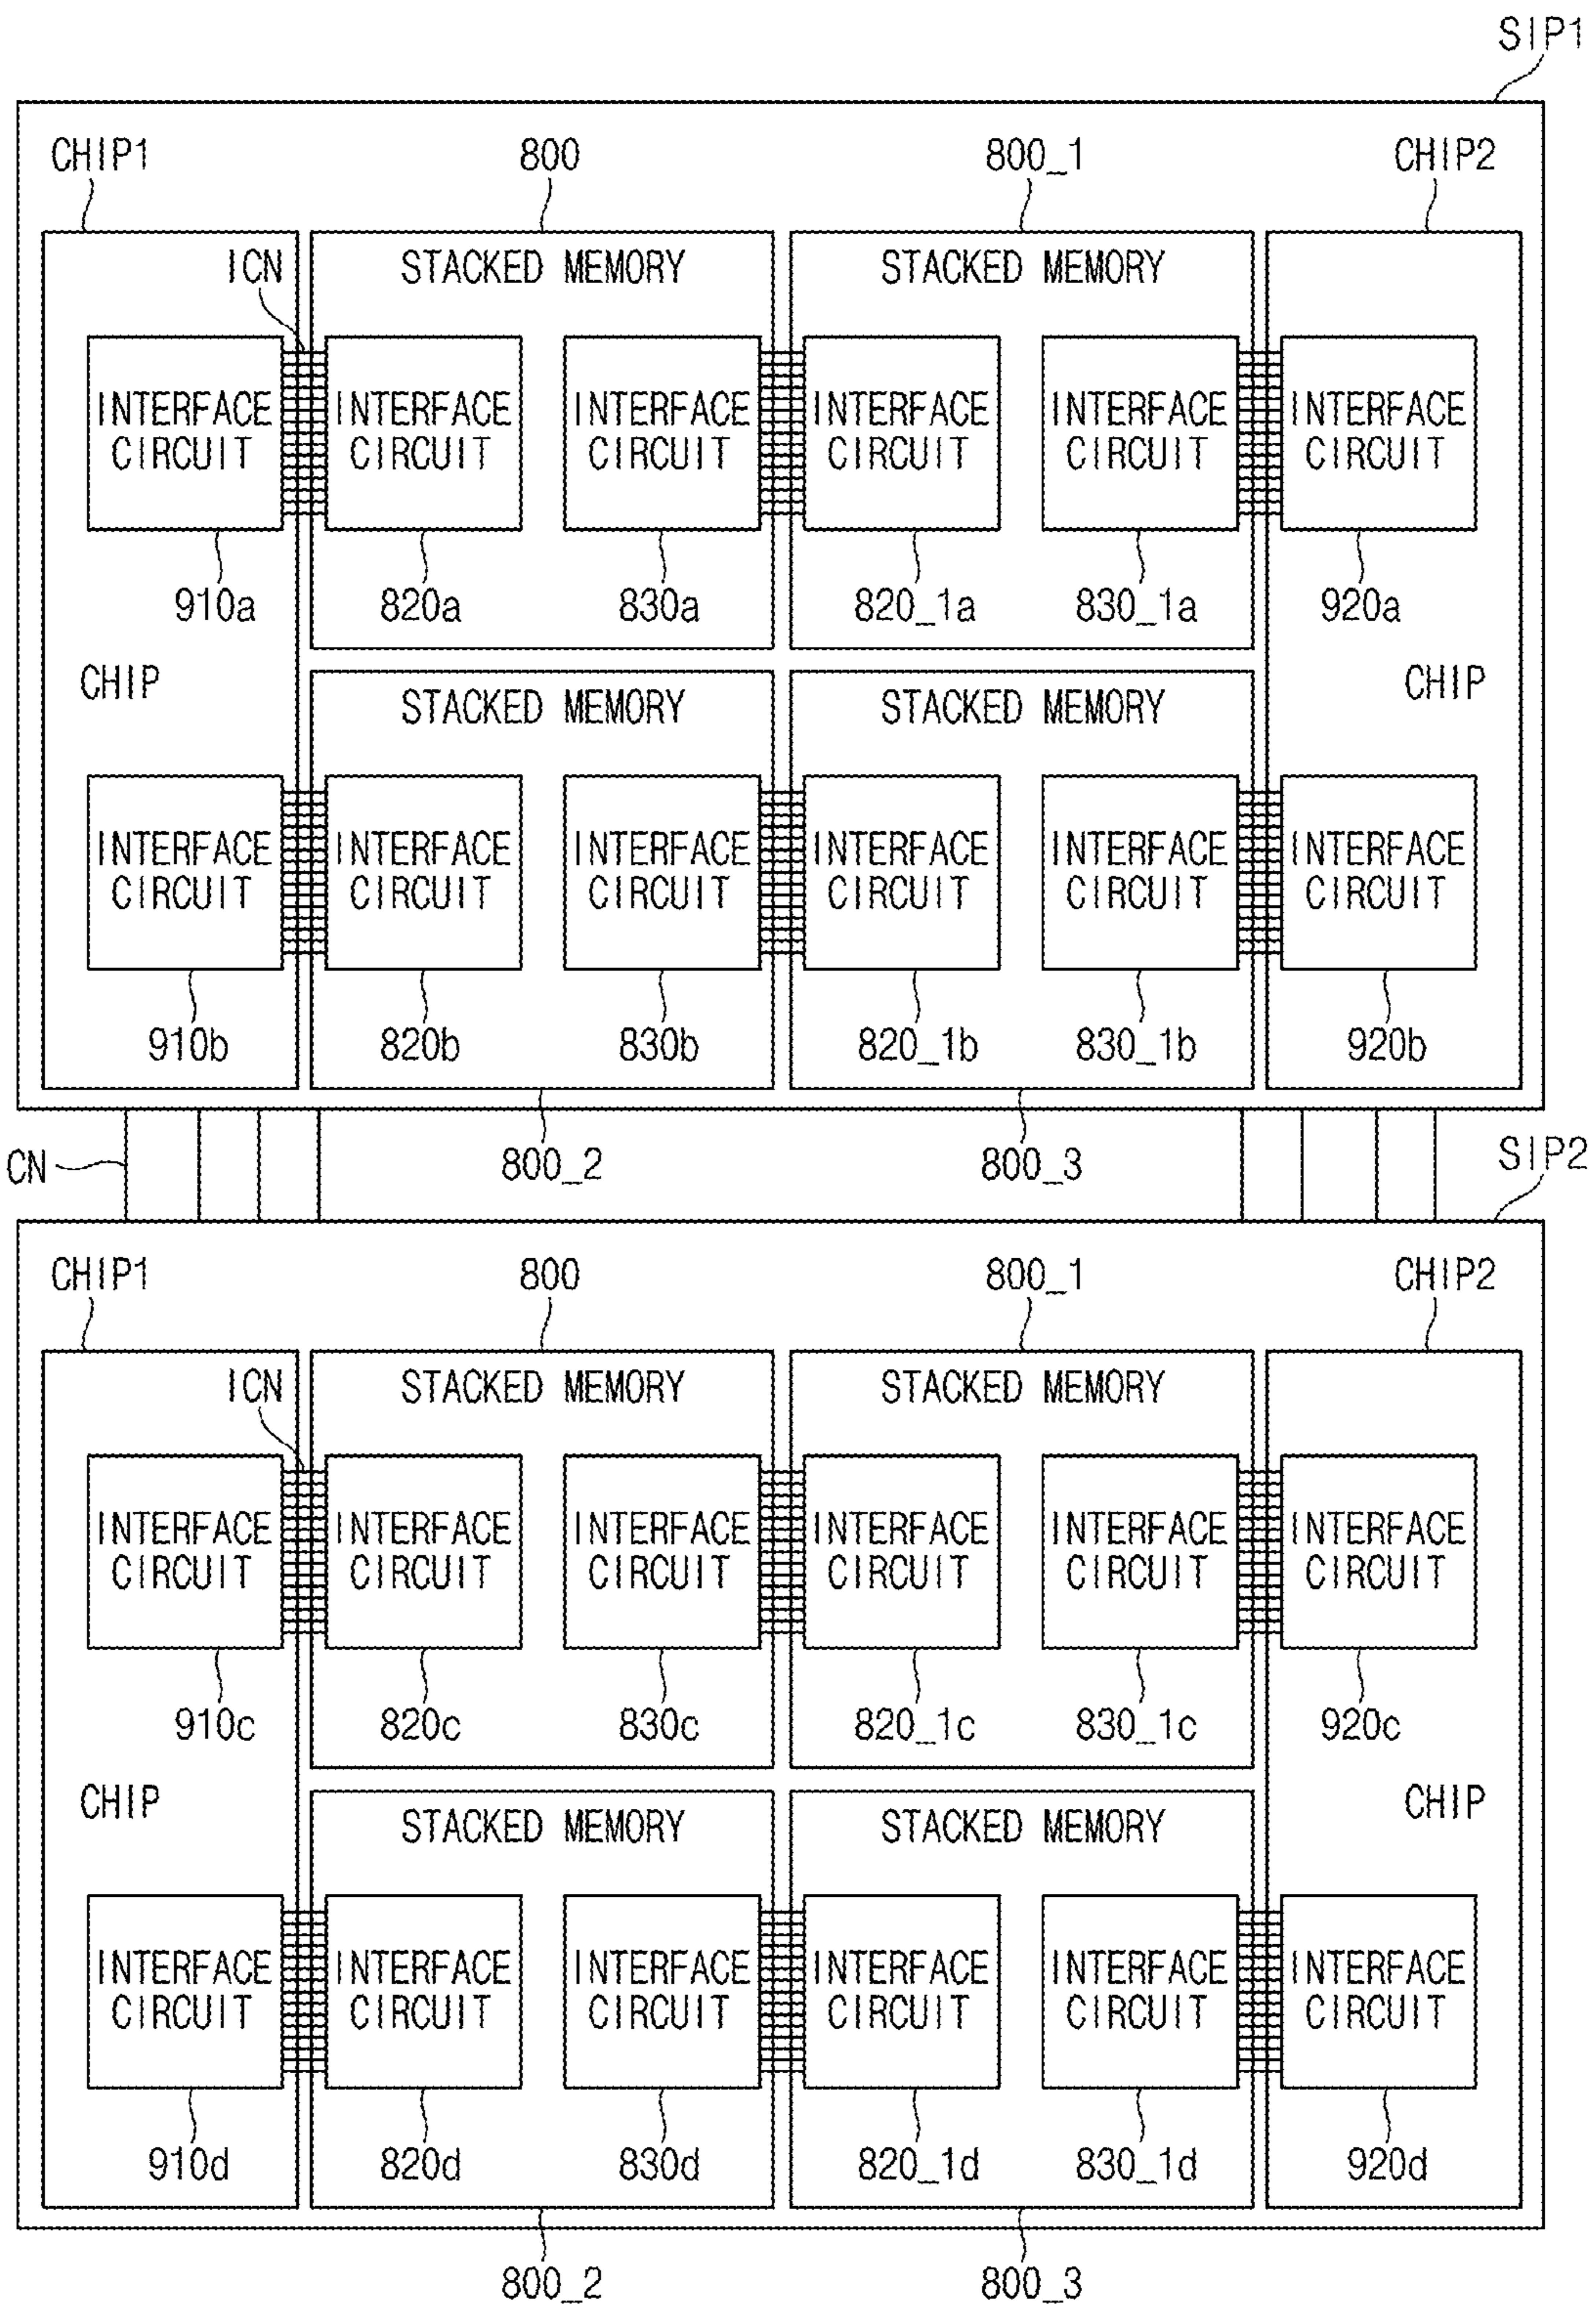 SIP1
CHIP1 800 800_1 CHIP2
ICN STACKED MEMORY STACKED MEMORY
INTERFACE INTERFACE INTERFACE INTERFACE INTERFACE INTERFACE
CIRCUIT CIRCUIT CIRCUIT CIRCUIT CIRCUIT CIRCUIT
910a 820a 830a 820_1a 830_1a 920a
CHIP CHIP
STACKED MEMORY STACKED MEMORY
INTERFACE INTERFACE INTERFACE INTERFACE INTERFACE INTERFACE
CIRCUIT CIRCUIT CIRCUIT CIRCUIT CIRCUIT CIRCUIT
910b 820b 830b 820_1b 830_1b 920b
CN 800_2 800_3 SIP2
CHIP1 800 800_1 CHIP2
ICN STACKED MEMORY STACKED MEMORY
INTERFACE INTERFACE INTERFACE INTERFACE INTERFACE INTERFACE
CIRCUIT CIRCUIT CIRCUIT CIRCUIT CIRCUIT CIRCUIT
910c 820c 830c 820_1c 830_1c 920c
CHIP CHIP
STACKED MEMORY STACKED MEMORY
INTERFACE INTERFACE INTERFACE INTERFACE INTERFACE INTERFACE
CIRCUIT CIRCUIT CIRCUIT CIRCUIT CIRCUIT CIRCUIT
910d 820d 830d 820_1d 830_1d 920d
800_2 800_3